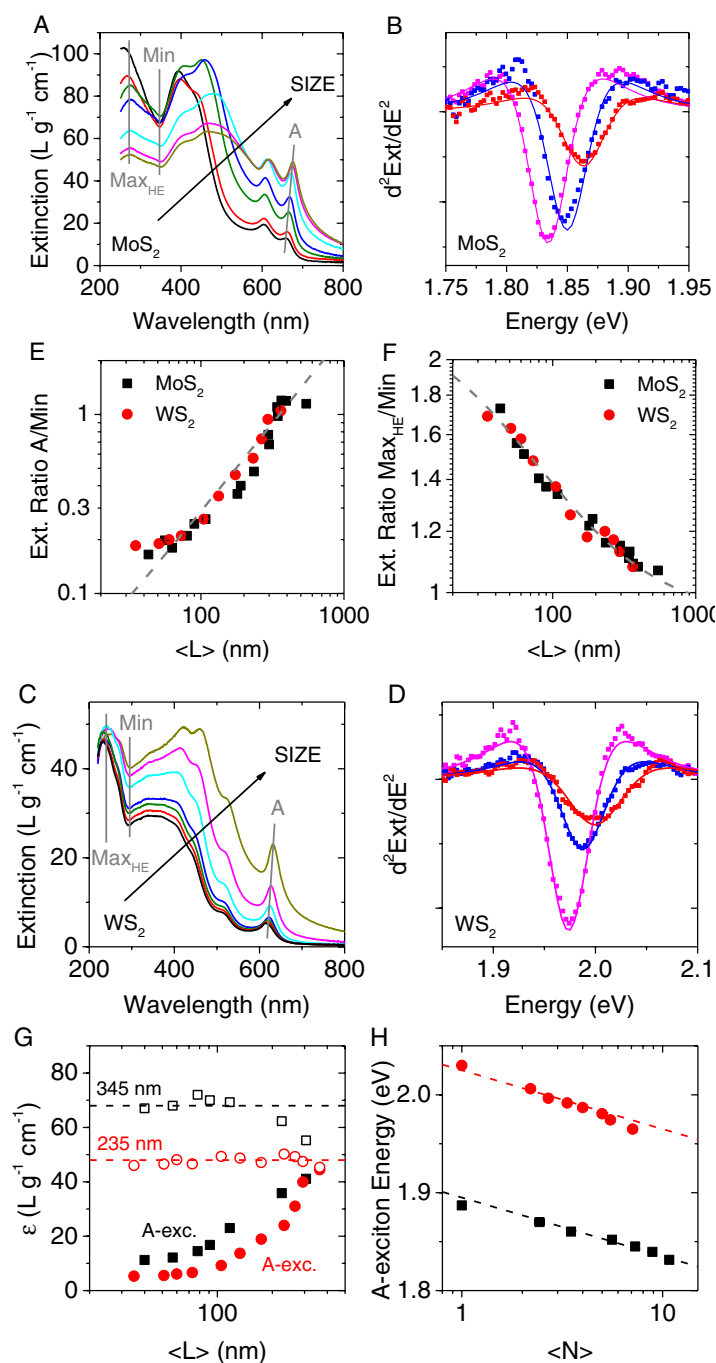 A
Extinction (L g⁻¹ cm⁻¹)
100
80
60
40
20
0
Min
SIZE
A
Max_HE
MoS₂
200 400 600 800
Wavelength (nm)
B
d²Ext/dE²
MoS₂
1.75 1.80 1.85 1.90 1.95
Energy (eV)
E
Ext. Ratio A/Min
1
0.3
0.1
MoS₂
WS₂
100 1000
<L> (nm)
F
Ext. Ratio Max_HE/Min
2
1.8
1.6
1.4
1.2
1
MoS₂
WS₂
100 1000
<L> (nm)
C
Extinction (L g⁻¹ cm⁻¹)
40
20
0
Min
SIZE
A
Max_HE
WS₂
200 400 600 800
Wavelength (nm)
D
d²Ext/dE²
WS₂
1.9 2.0 2.1
Energy (eV)
G
ε (L g⁻¹ cm⁻¹)
80
60
40
20
0
345 nm
235 nm
A-exc.
A-exc.
100
<L> (nm)
H
A-exciton Energy (eV)
2.0
1.9
1.8
1 10
<N>